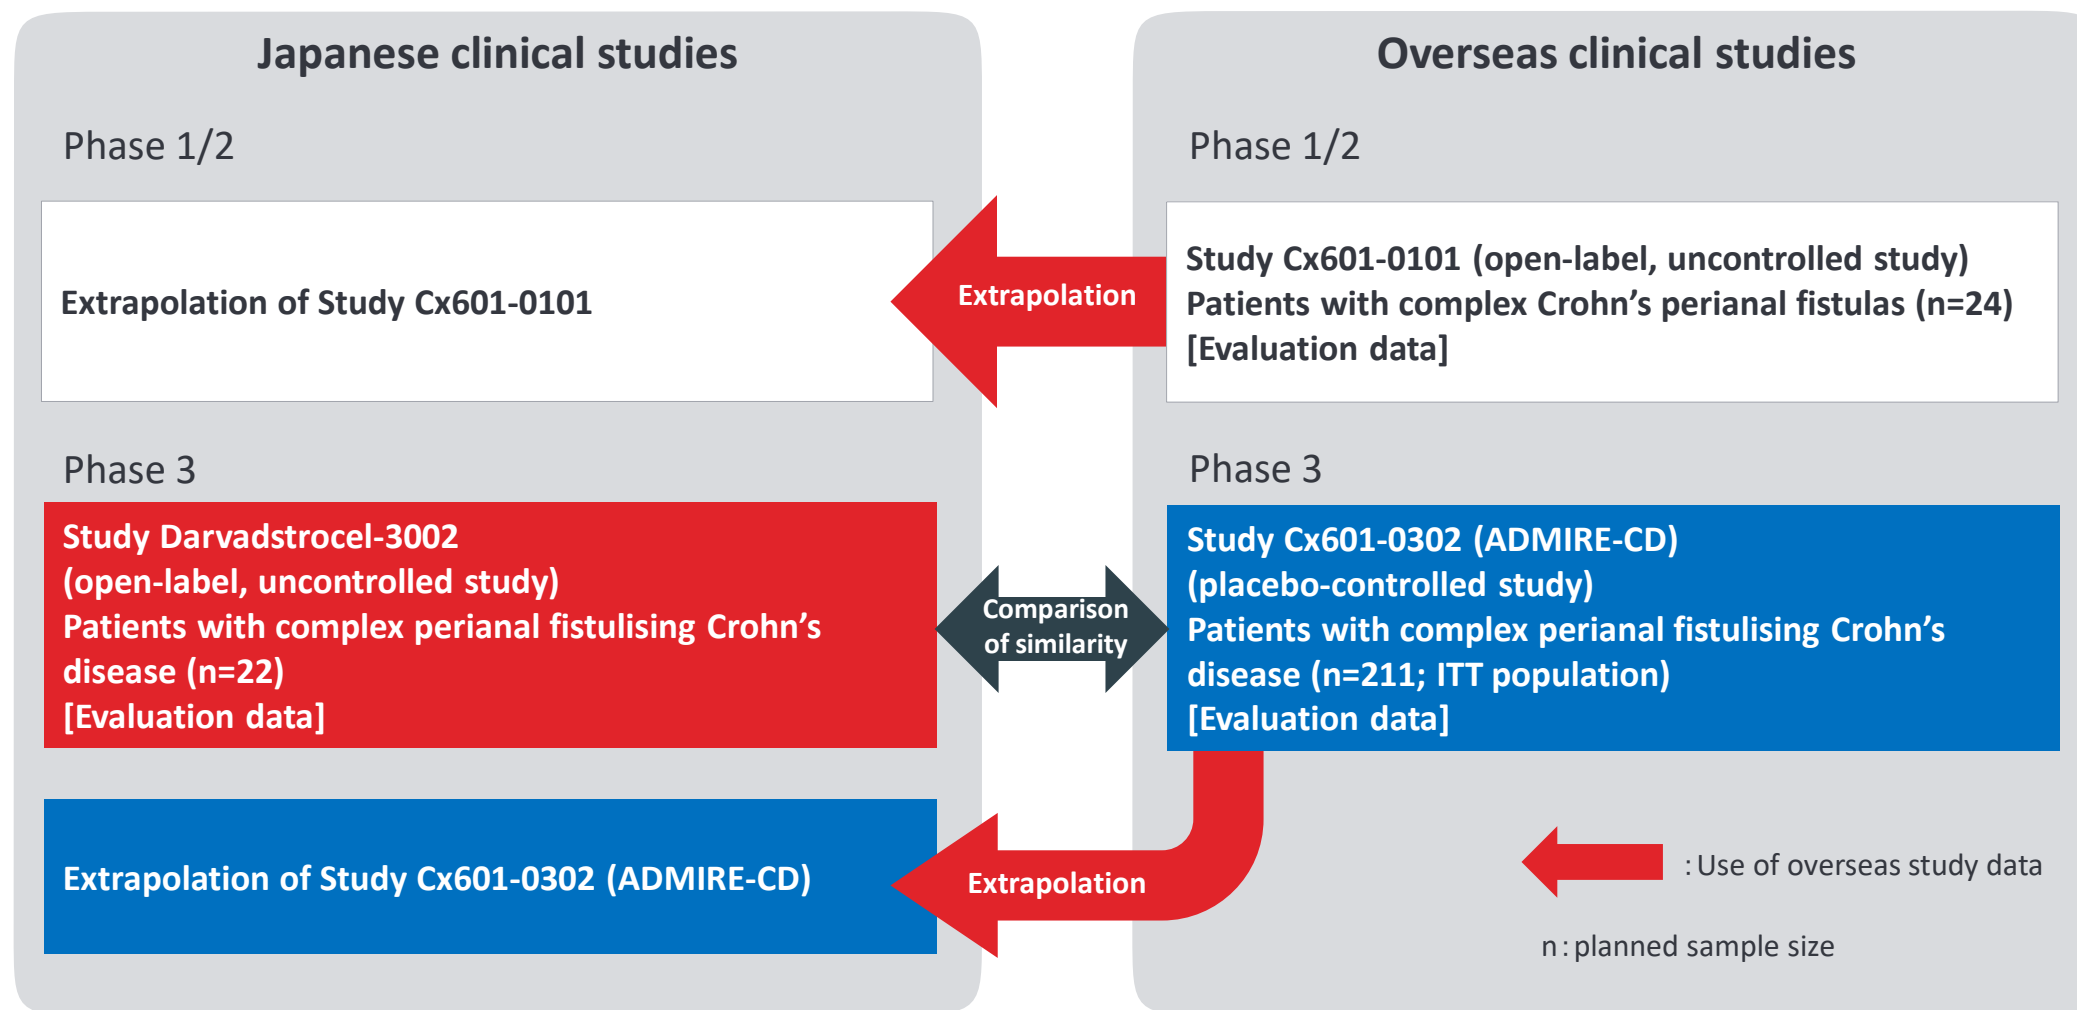 Japanese clinical studies
Phase 1/2
Extrapolation of Study Cx601-0101
Extrapolation
Overseas clinical studies
Phase 1/2
Study Cx601-0101 (open-label, uncontrolled study)
Patients with complex Crohn’s perianal fistulas (n=24)
[Evaluation data]
Phase 3
Study Darvadstrocel-3002
(open-label, uncontrolled study)
Patients with complex perianal fistulising Crohn’s
disease (n=22)
[Evaluation data]
Comparison
of similarity
Phase 3
Study Cx601-0302 (ADMIRE-CD)
(placebo-controlled study)
Patients with complex perianal fistulising Crohn’s
disease (n=211; ITT population)
[Evaluation data]
Extrapolation of Study Cx601-0302 (ADMIRE-CD)
Extrapolation
: Use of overseas study data
n : planned sample size